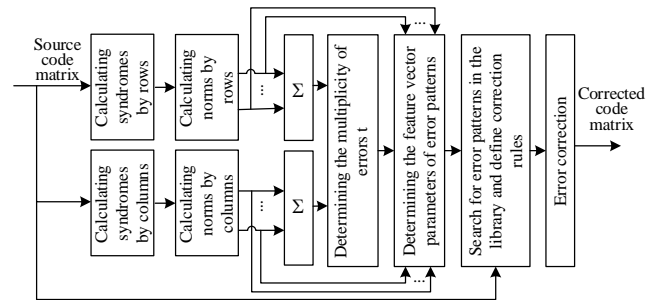 Source code
matrix
Calculating
syndromes
by rows
Calculating
norms by
rows
...
Σ
Calculating
syndromes
by columns
Calculating
norms by
columns
...
Σ
Determining the multiplicity of
errors t
...
Determining the feature vector
parameters of error patterns
...
Search for error patterns in the
library and define correction
rules
Error correction
Corrected
code
matrix